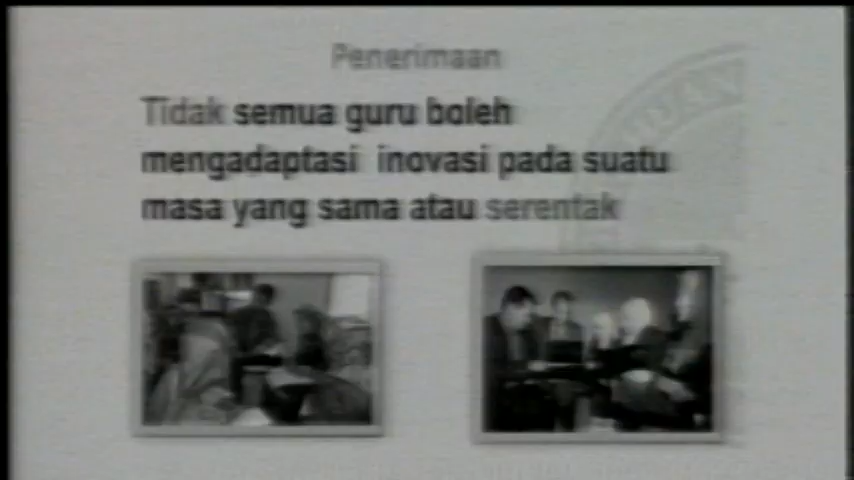 Penerimaan
Tidak semua guru boleh
mengadaptasi inovasi pada suatu
masa yang sama atau serentak